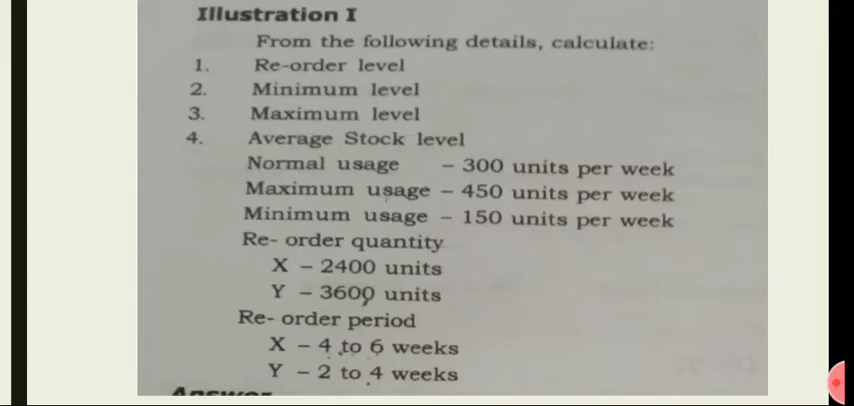 Illustration I
From the following details, calculate:
1. Re-order level
2. Minimum level
3. Maximum level
4. Average Stock level
Normal usage – 300 units per week
Maximum usage – 450 units per week
Minimum usage – 150 units per week
Re- order quantity
X – 2400 units
Y – 3600 units
Re- order period
X – 4 to 6 weeks
Y – 2 to 4 weeks
Answer